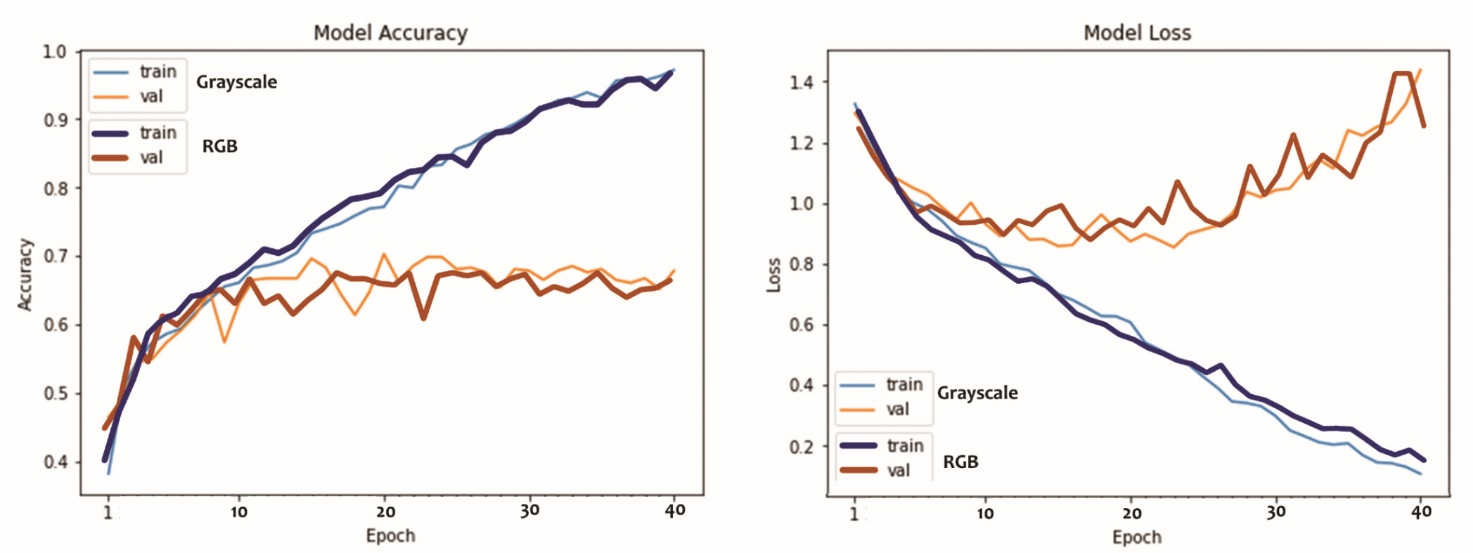 Model Accuracy
1.0
0.9
0.8
0.7
0.6
0.5
0.4
Accuracy
train
val
Grayscale
train
val
RGB
1 10 20 30 40
Epoch
Model Loss
1.4
1.2
1.0
0.8
0.6
0.4
0.2
Loss
train
val
Grayscale
train
val
RGB
1 10 20 30 40
Epoch